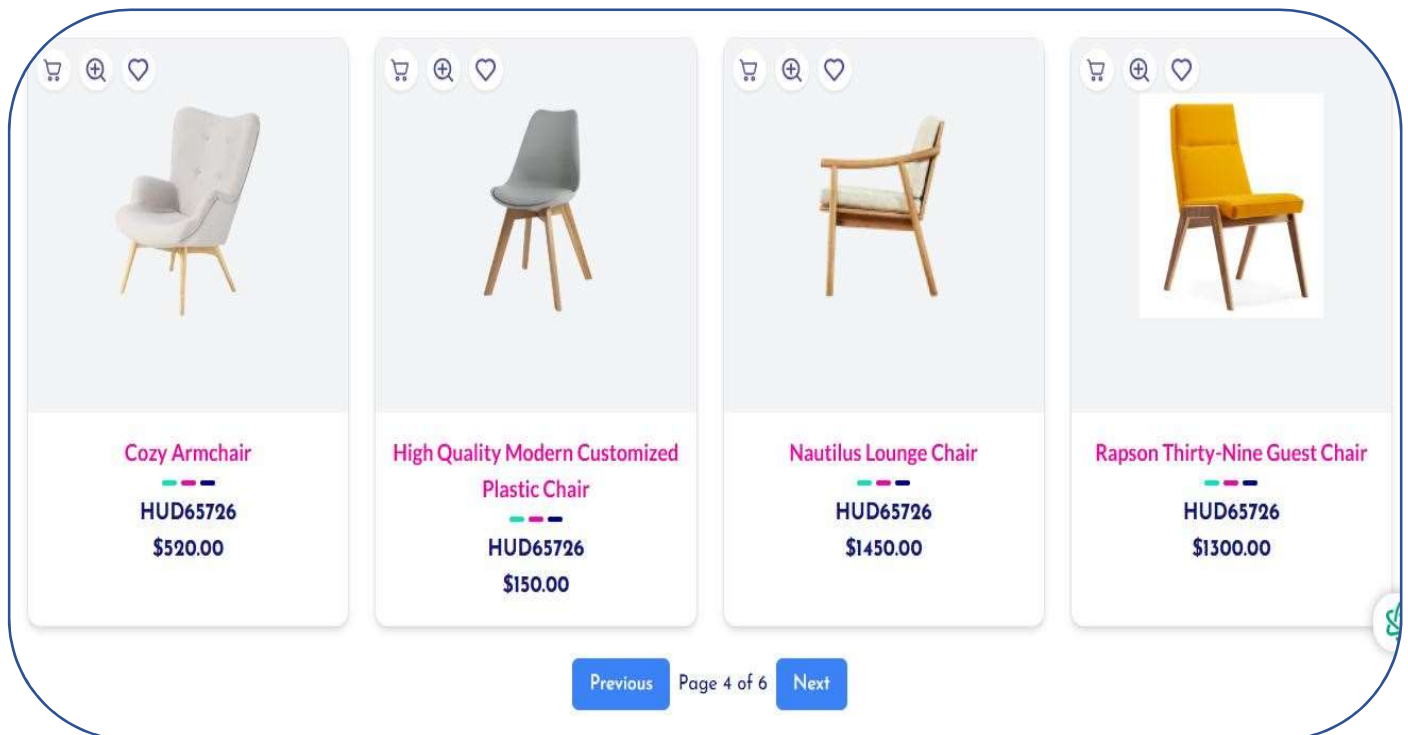 Cozy Armchair
HUD65726
$520.00
High Quality Modern Customized
Plastic Chair
HUD65726
$150.00
Nautilus Lounge Chair
HUD65726
$1450.00
Rapson Thirty-Nine Guest Chair
HUD65726
$1300.00
Previous Page 4 of 6 Next